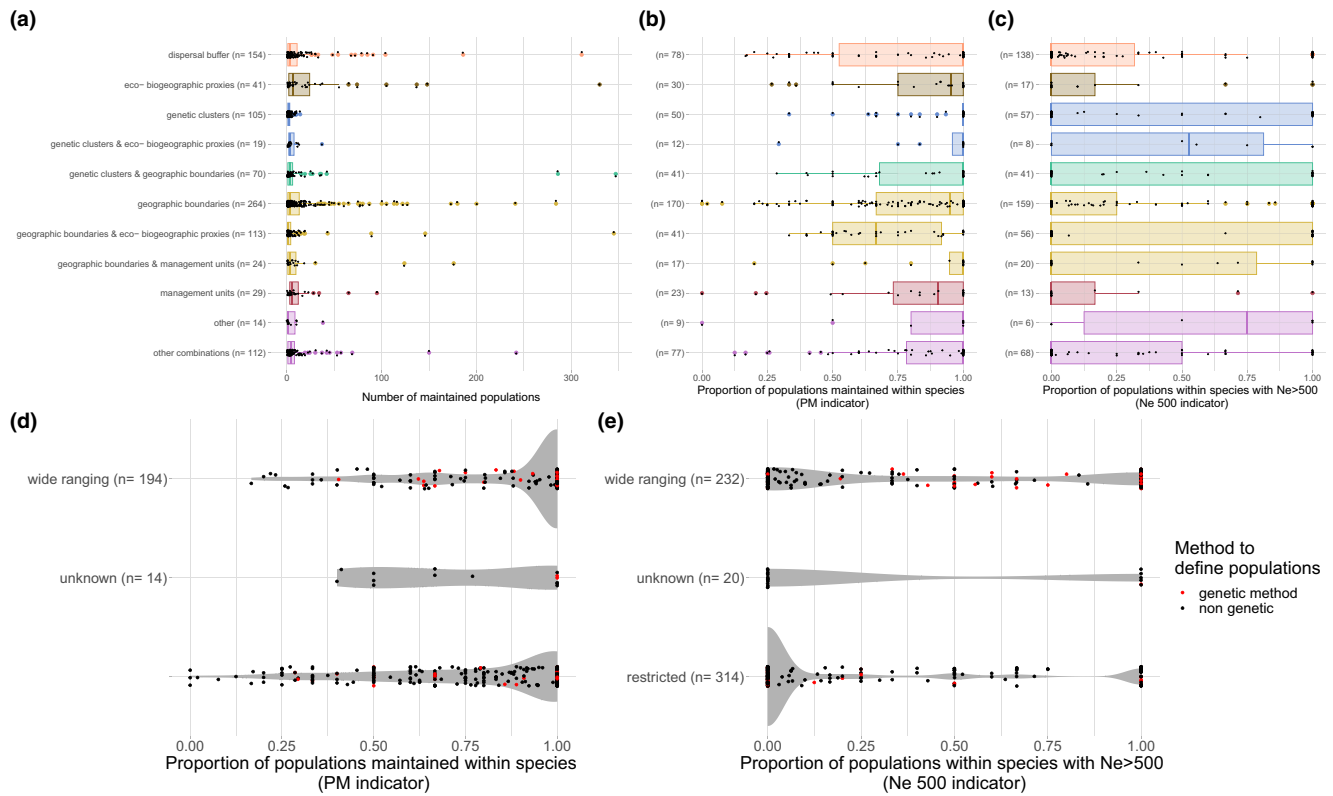 (a)
(b)
(c)
dispersal buffer (n= 154)
eco− biogeographic proxies (n= 41)
genetic clusters (n= 105)
genetic clusters & eco− biogeographic proxies (n= 19)
genetic clusters & geographic boundaries (n= 70)
geographic boundaries (n= 264)
geographic boundaries & eco− biogeographic proxies (n= 113)
geographic boundaries & management units (n= 24)
management units (n= 29)
other (n= 14)
other combinations (n= 112)
0 100 200 300
Number of maintained populations
(n= 78)
(n= 30)
(n= 50)
(n= 12)
(n= 41)
(n= 170)
(n= 41)
(n= 17)
(n= 23)
(n= 9)
(n= 77)
0.00 0.25 0.50 0.75 1.00
Proportion of populations maintained within species
(PM indicator)
(n= 138)
(n= 17)
(n= 57)
(n= 8)
(n= 41)
(n= 159)
(n= 56)
(n= 20)
(n= 13)
(n= 6)
(n= 68)
0.00 0.25 0.50 0.75 1.00
Proportion of populations within species with Ne>500
(Ne 500 indicator)
(d)
wide ranging (n= 194)
unknown (n= 14)
0.00 0.25 0.50 0.75 1.00
Proportion of populations maintained within species
(PM indicator)
(e)
wide ranging (n= 232)
unknown (n= 20)
restricted (n= 314)
0.00 0.25 0.50 0.75 1.00
Proportion of populations within species with Ne>500
(Ne 500 indicator)
Method to
define populations
genetic method
non genetic